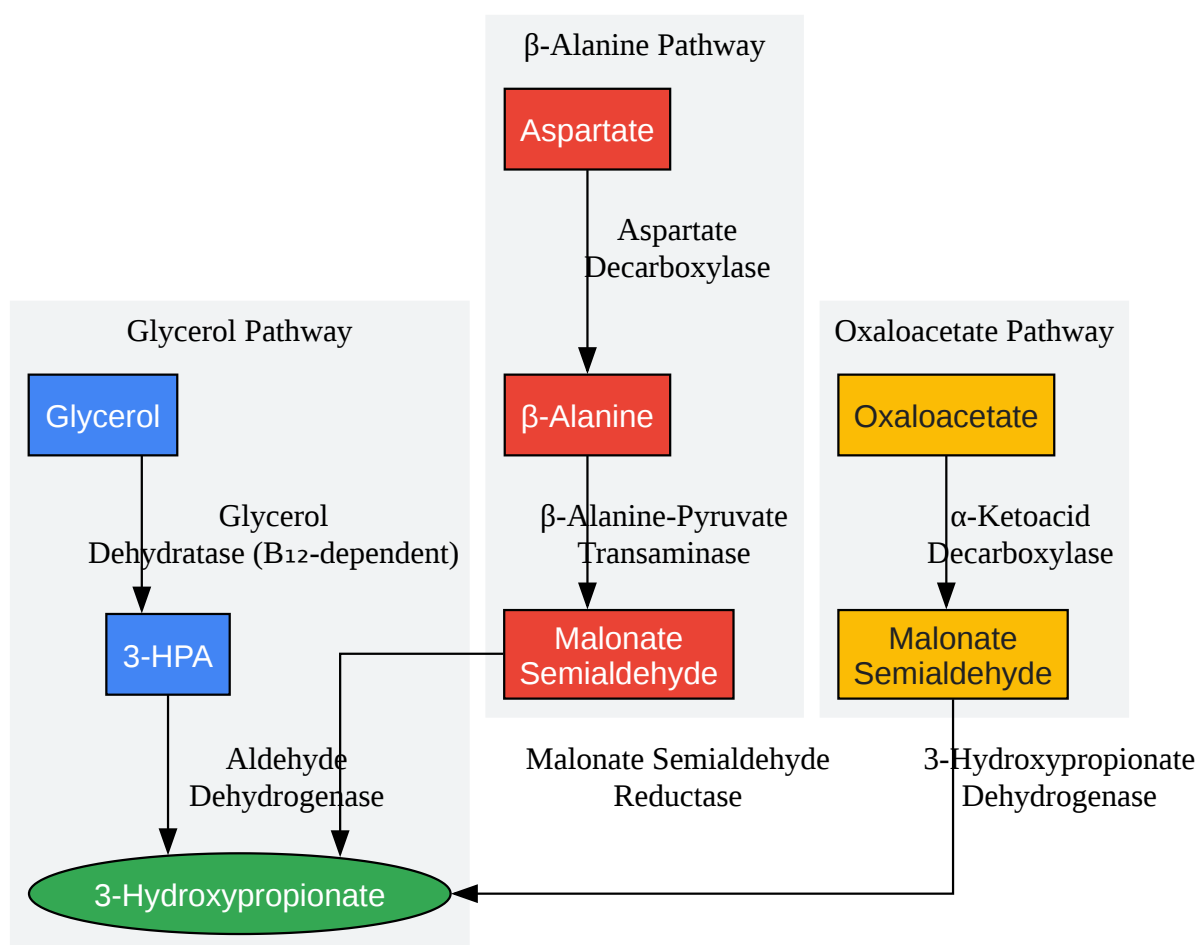 β-Alanine Pathway
Aspartate
Aspartate
Decarboxylase
Glycerol Pathway
Oxaloacetate Pathway
Glycerol
β-Alanine
Oxaloacetate
Glycerol
Dehydratase (B₁₂-dependent)
β-Alanine-Pyruvate
Transaminase
α-Ketoacid
Decarboxylase
3-HPA
Malonate
Semialdehyde
Malonate
Semialdehyde
Aldehyde
Dehydrogenase
Malonate Semialdehyde
Reductase
3-Hydroxypropionate
Dehydrogenase
3-Hydroxypropionate